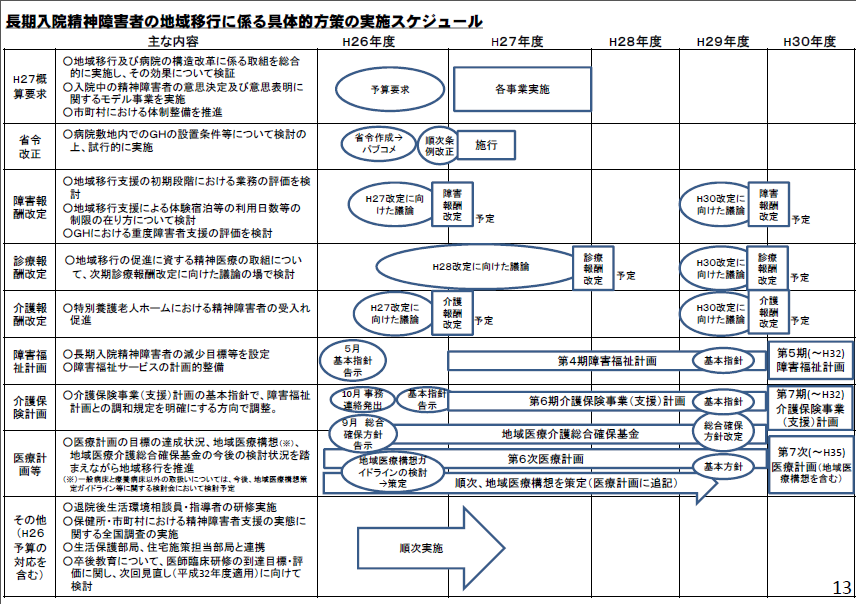 長期入院精神障害者の地域移行に係る具体的方策の実施スケジュール
主な内容
H26年度
H27年度
H28年度
H29年度
H30年度
H27概
算要求
○地域移行及び病院の構造改革に係る取組を総合
的に実施し、その効果について検証
○入院中の精神障害者の意思決定及び意思表明に
関するモデル事業を実施
○市町村における体制整備を推進
予算要求
各事業実施
省令
改正
○病院敷地内でのGHの設置条件等について検討の
上、試行的に実施
省令作成→
パブコメ
順次条
例改正
施行
障害報
酬改定
○地域移行支援の初期段階における業務の評価を検
討
○地域移行支援による体験宿泊等の利用日数等の
制限の在り方について検討
○GHにおける重度障害者支援の評価を検討
H27改定に向
けた議論
障害
報酬
改定
予定
H30改定に
向けた議論
障害
報酬
改定
予定
診療報
酬改定
○地域移行の促進に資する精神医療の取組につい
て、次期診療報酬改定に向けた議論の場で検討
H28改定に向けた議論
診療
報酬
改定
予定
H30改定に
向けた議論
診療
報酬
改定
予定
介護報
酬改定
○特別養護老人ホームにおける精神障害者の受入れ
促進
H27改定に
向けた議論
介護
報酬
改定
予定
H30改定に
向けた議論
介護
報酬
改定
予定
障害福
祉計画
○長期入院精神障害者の減少目標等を設定
○障害福祉サービスの計画的整備
5月
基本指針
告示
第4期障害福祉計画
基本指針
第5期(～H32)
障害福祉計画
介護保
険計画
○介護保険事業(支援)計画の基本指針で、障害福祉
計画との調和規定を明確にする方向で調整。
10月 事務
連絡発出
基本指針
告示
第6期介護保険事業(支援)計画
基本指針
第7期(～H32)
介護保険事業
(支援)計画
医療計
画等
○医療計画の目標の達成状況、地域医療構想(※)、
地域医療介護総合確保基金の今後の検討状況を踏
まえながら地域移行を推進
(※)一般病床と療養病床以外の取扱いについては、今後、地域医療構想策
定ガイドライン等に関する検討会において検討予定
9月 総合
確保方針
告示
地域医療介護総合確保基金
総合確保
方針改定
第6次医療計画
基本方針
地域医療構想ガ
イドラインの検討
→策定
順次、地域医療構想を策定(医療計画に追記)
第7次(～H35)
医療計画(地域医
療構想を含む)
その他
(H26
予算の
対応を
含む)
○退院後生活環境相談員・指導者の研修実施
○保健所・市町村における精神障害者支援の実態に
関する全国調査の実施
○生活保護部局、住宅施策担当部局と連携
○卒後教育について、医師臨床研修の到達目標・評
価に関し、次回見直し(平成32年度適用)に向けて
検討
順次実施
13